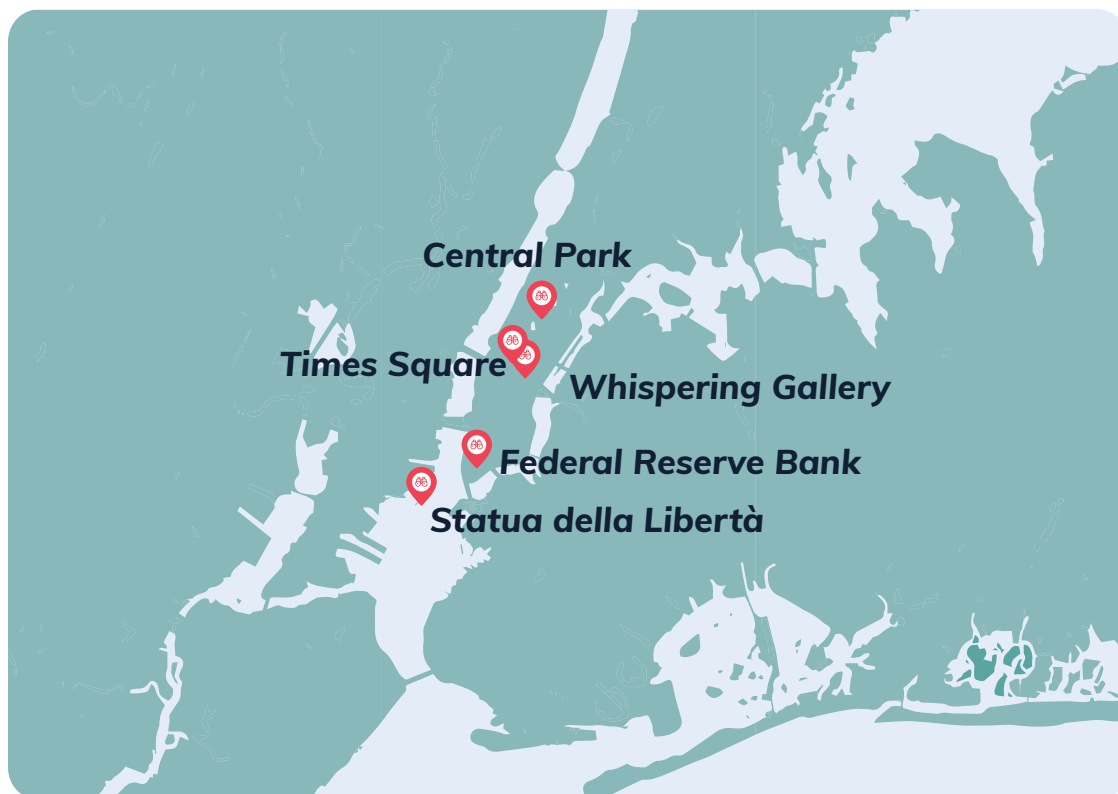 Central Park
Times Square
Whispering Gallery
Federal Reserve Bank
Statua della Libertà